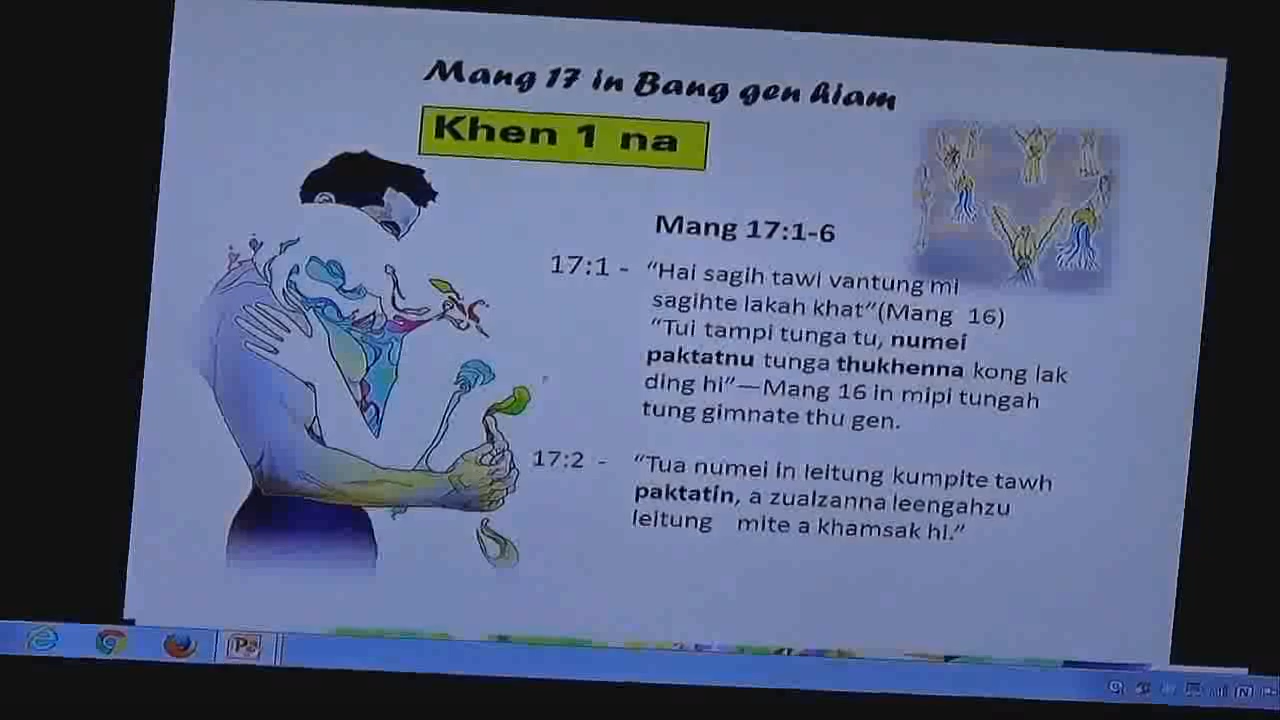 Mang 17 in Bang gen hiam
Khen 1 na
Mang 17:1-6
17:1 - “Hai sagih tawi vantung mi
sagihte lakah khat”(Mang 16)
“Tui tampi tunga tu, numei
paktatnu tunga thukhenna kong lak
ding hi”—Mang 16 in mipi tungah
tung gimnate thu gen.
17:2 - “Tua numei in leitung kumpite tawh
paktatin, a zualzanna leengahzu
leitung mite a khamsak hi.”